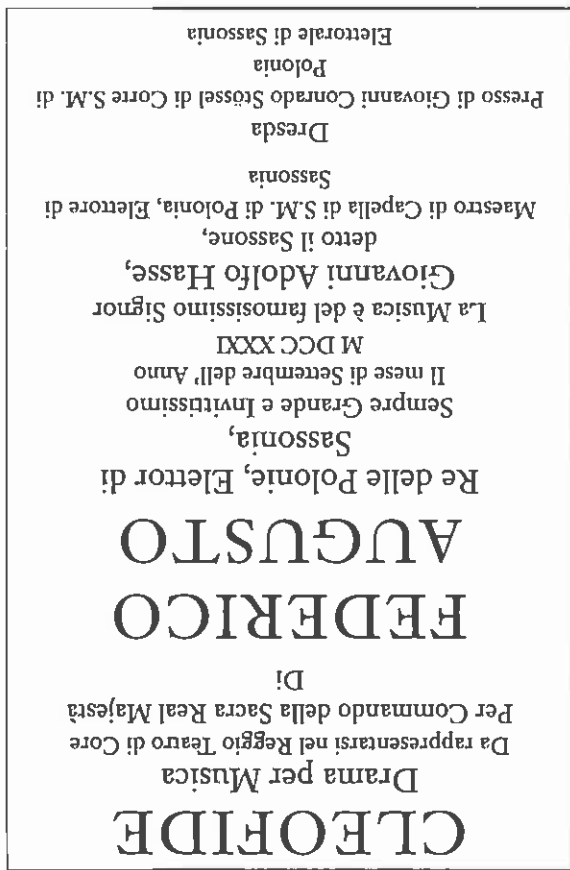 CLEOFIDE
Drama per Musica
Da rappresentarsi nel Reggio Teauro di Core
Per Commando della Sacra Real Majestà
Di
FEDERICO
AUGUSTO
Re delle Polonie, Elettor di
Sassonia,
Sempre Grande e Invittissimo
Il mese di Settembre dell' Anno
M DCC XXXI
La Musica è del famosissimo Signor
Giovanni Adolfo Hasse,
detto il Sassone,
Maestro di Capella di S.M. di Polonia, Elettore di
Sassonia
Dresda
Presso di Giovanni Conrado Stössel di Corte S.M. di
Polonia
Elettorale di Sassonia